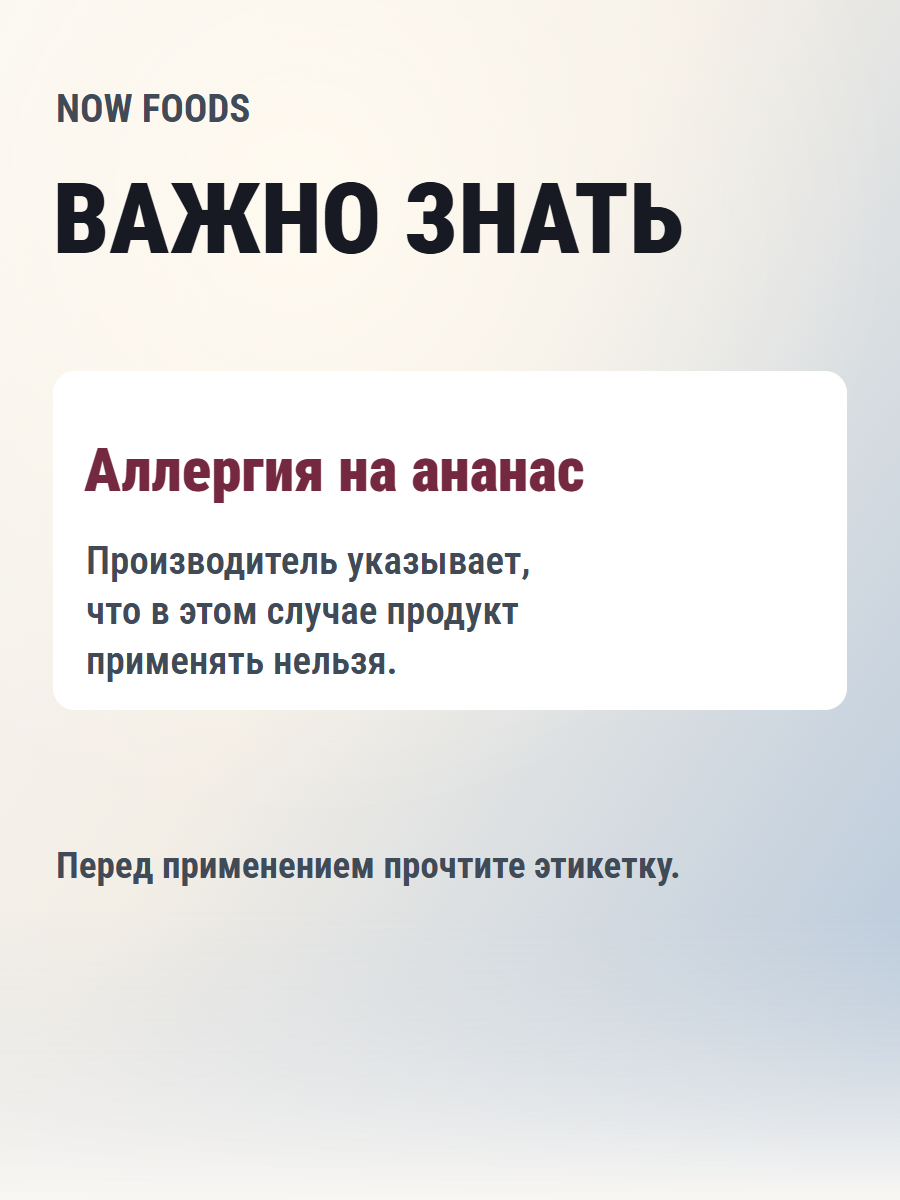 NOW FOODS
ВАЖНО ЗНАТЬ
Аллергия на ананас
Производитель указывает,
что в этом случае продукт
применять нельзя.
Перед применением прочтите этикетку.